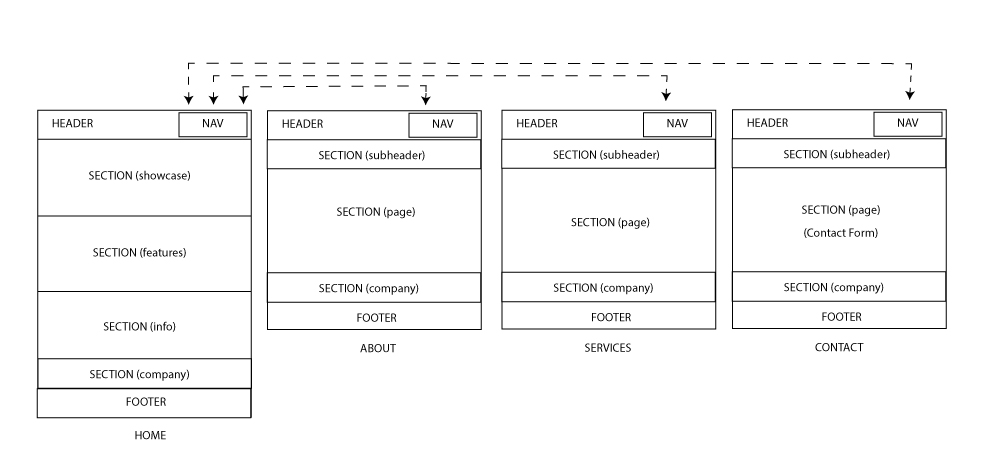 HEADER NAV
SECTION (showcase)
SECTION (features)
SECTION (info)
SECTION (company)
FOOTER
HOME
HEADER NAV
SECTION (subheader)
SECTION (page)
SECTION (company)
FOOTER
ABOUT
HEADER NAV
SECTION (subheader)
SECTION (page)
SECTION (company)
FOOTER
SERVICES
HEADER NAV
SECTION (subheader)
SECTION (page)
(Contact Form)
SECTION (company)
FOOTER
CONTACT